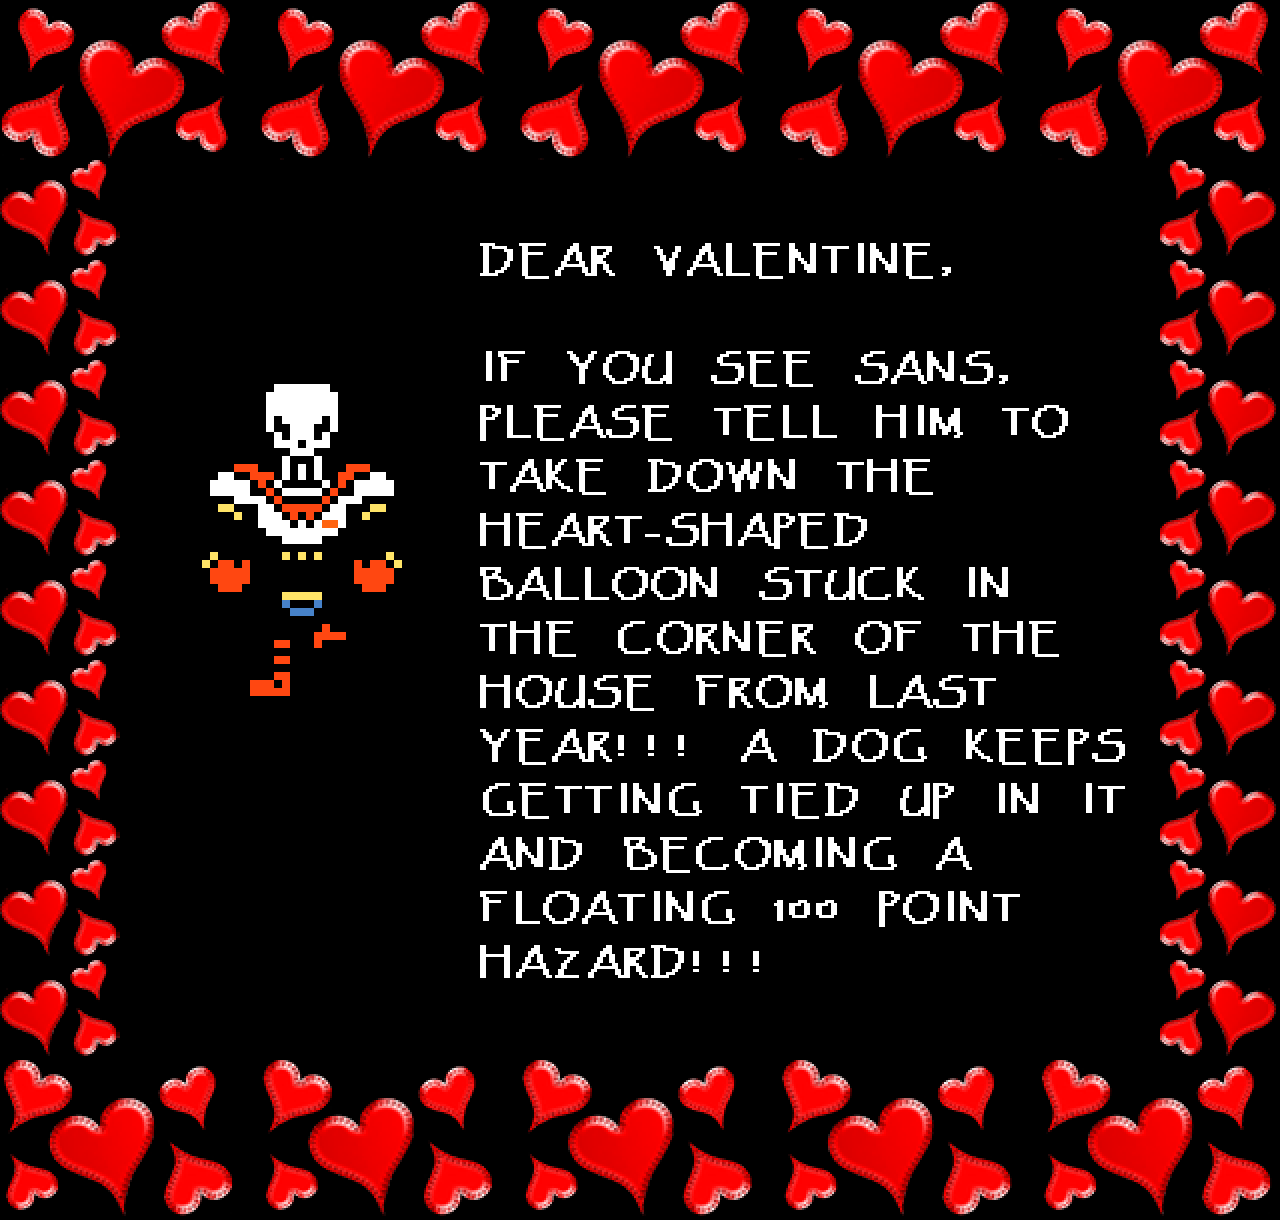 DEAR VALENTINE,
IF YOU SEE SANS,
PLEASE TELL HIM TO
TAKE DOWN THE
HEART-SHAPED
BALLOON STUCK IN
THE CORNER OF THE
HOUSE FROM LAST
YEAR!!! A DOG KEEPS
GETTING TIED UP IN IT
AND BECOMING A
FLOATING 100 POINT
HAZARD!!!